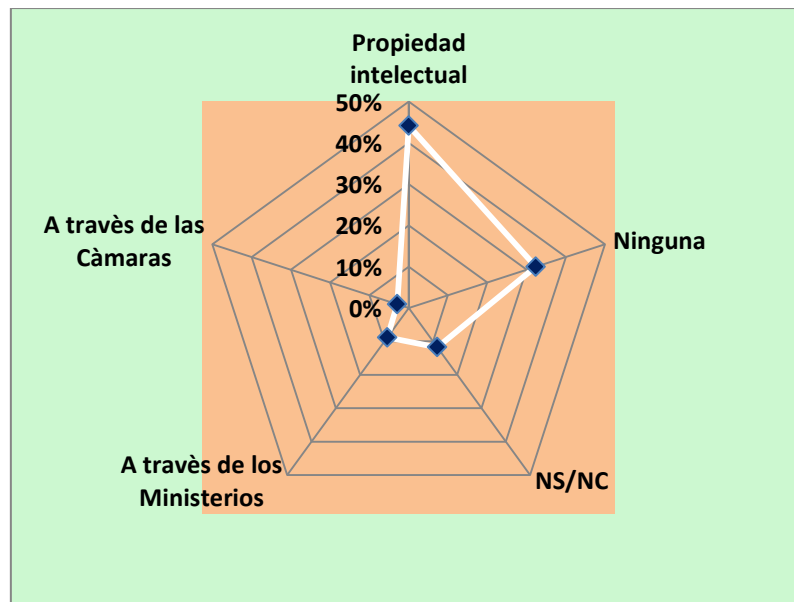 Propiedad
intelectual
50%
40%
30%
20%
10%
0%
A travès de las
Càmaras
Ninguna
A travès de los
Ministerios
NS/NC